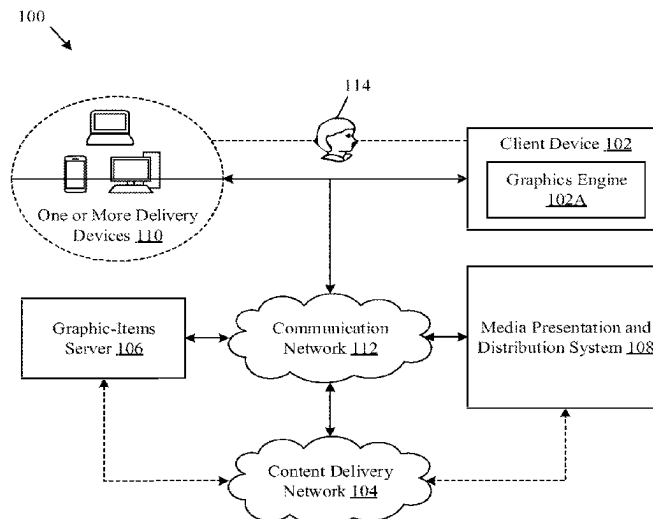 100
114
Client Device 102
Graphics Engine
102A
One or More Delivery
Devices 110
Graphic-Items
Server 106
Communication
Network 112
Media Presentation and
Distribution System 108
Content Delivery
Network 104